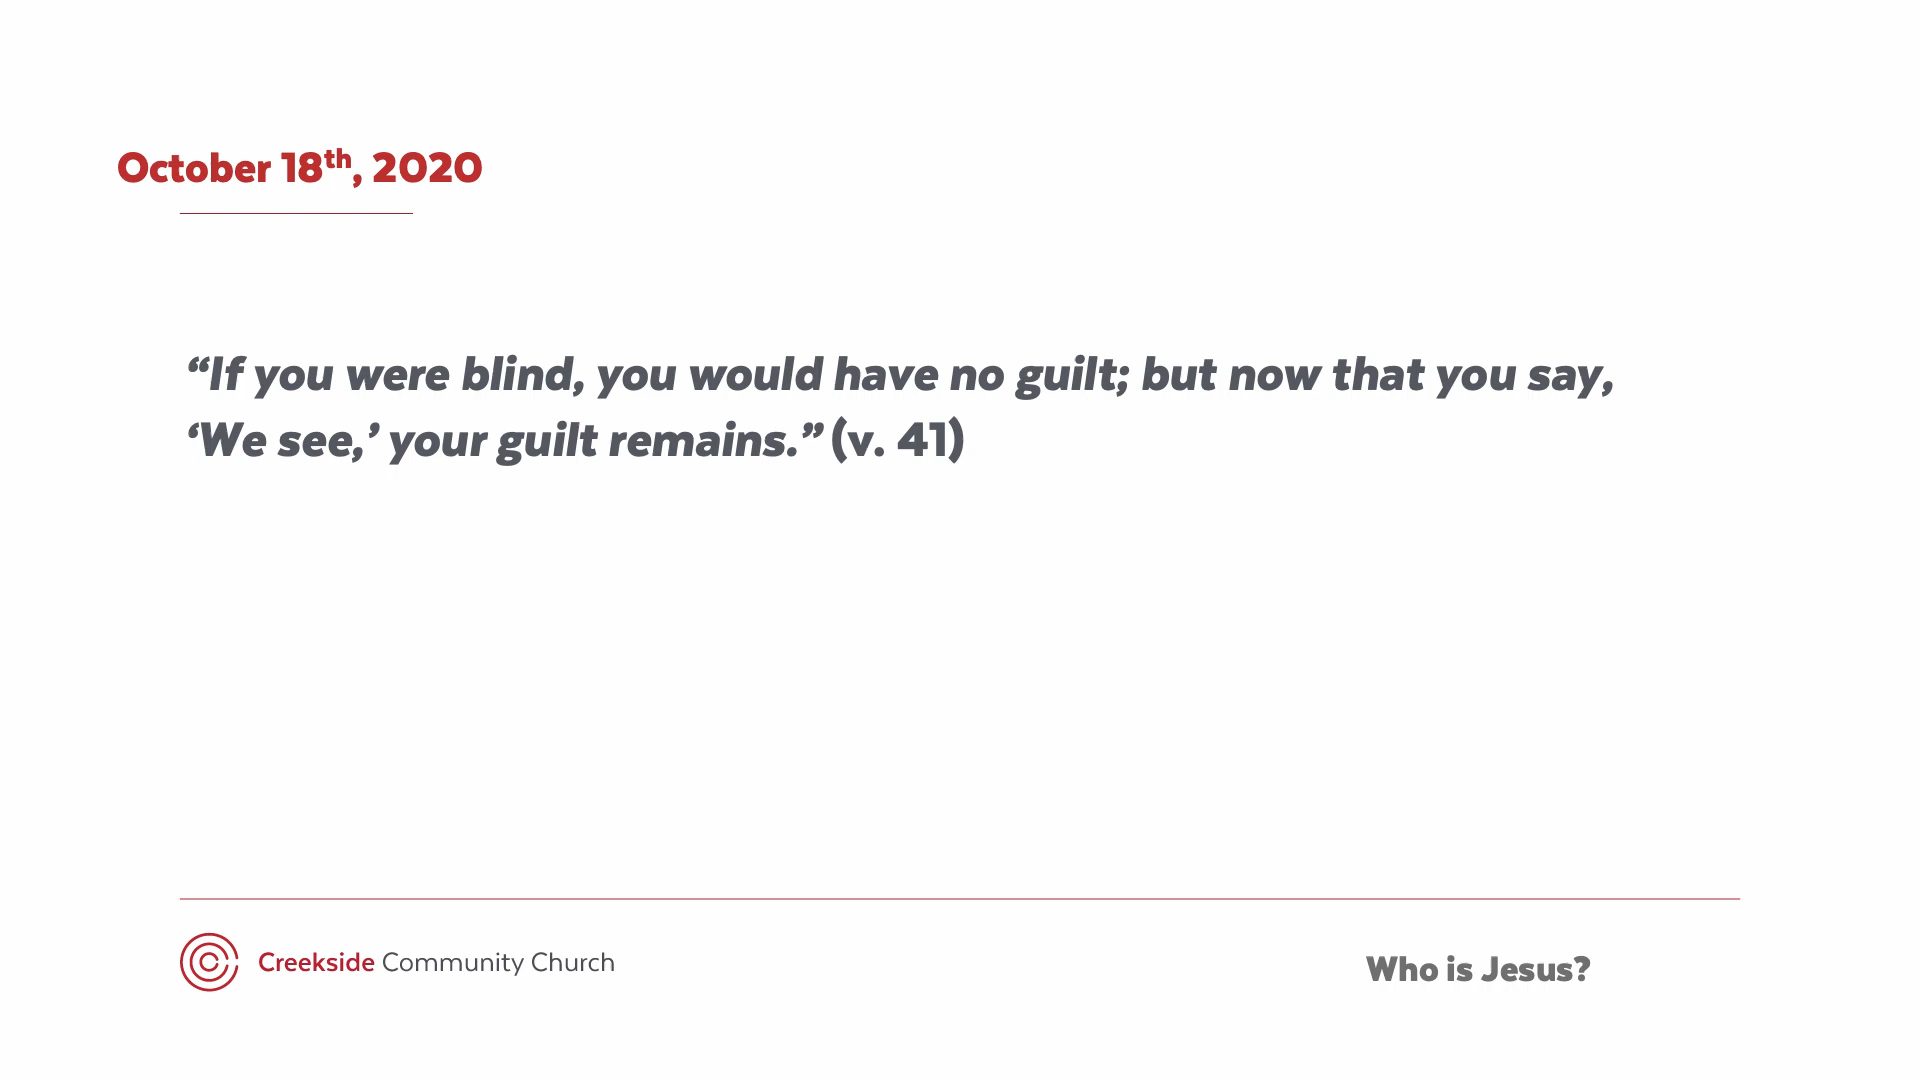 October 18th, 2020
“If you were blind, you would have no guilt; but now that you say,
‘We see,’ your guilt remains.” (v. 41)
Creekside Community Church
Who is Jesus?